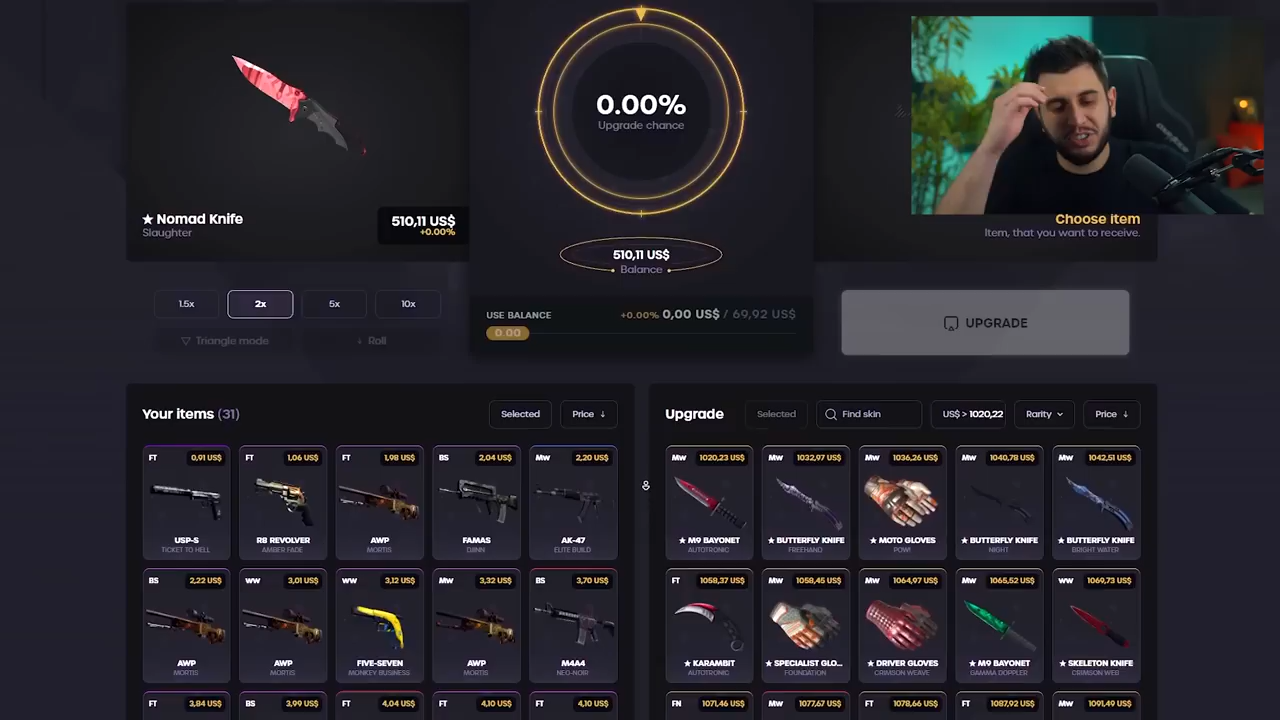 ★ Nomad Knife
Slaughter
510,11 US$
+0.00%
0.00%
Upgrade chance
510,11 US$
Balance
USE BALANCE
+0.00% 0,00 US$ / 69,92 US$
0.00
Choose item
Item, that you want to receive.
1.5x
2x
5x
10x
Triangle mode
Roll
UPGRADE
Your items (31)
Selected
Price ↓
FT 0,91 US$
USP-S
TICKET TO HELL
FT 1,06 US$
R8 REVOLVER
AMBER FADE
FT 1,98 US$
AWP
MORTIS
BS 2,04 US$
FAMAS
DJINN
MW 2,20 US$
AK-47
ELITE BUILD
BS 2,22 US$
AWP
MORTIS
WW 3,01 US$
AWP
MORTIS
WW 3,12 US$
FIVE-SEVEN
MONKEY BUSINESS
MW 3,32 US$
AWP
MORTIS
BS 3,70 US$
M4A4
NEO-NOIR
FT 3,84 US$
BS 3,99 US$
FT 4,04 US$
FT 4,10 US$
FT 4,10 US$
Upgrade
Selected
Find skin
US$ > 1020,22
Rarity
Price ↓
MW 1020,23 US$
★ M9 BAYONET
AUTOTRONIC
MW 1032,97 US$
★ BUTTERFLY KNIFE
FREEHAND
MW 1036,26 US$
★ MOTO GLOVES
POW!
MW 1040,78 US$
★ BUTTERFLY KNIFE
NIGHT
MW 1042,51 US$
★ BUTTERFLY KNIFE
BRIGHT WATER
FT 1058,37 US$
★ KARAMBIT
AUTOTRONIC
MW 1058,45 US$
★ SPECIALIST GLO...
FOUNDATION
MW 1064,97 US$
★ DRIVER GLOVES
CRIMSON WEAVE
MW 1065,52 US$
★ M9 BAYONET
GAMMA DOPPLER
WW 1069,73 US$
★ SKELETON KNIFE
CRIMSON WEB
FN 1071,46 US$
MW 1077,67 US$
FT 1078,66 US$
FT 1087,92 US$
MW 1091,49 US$